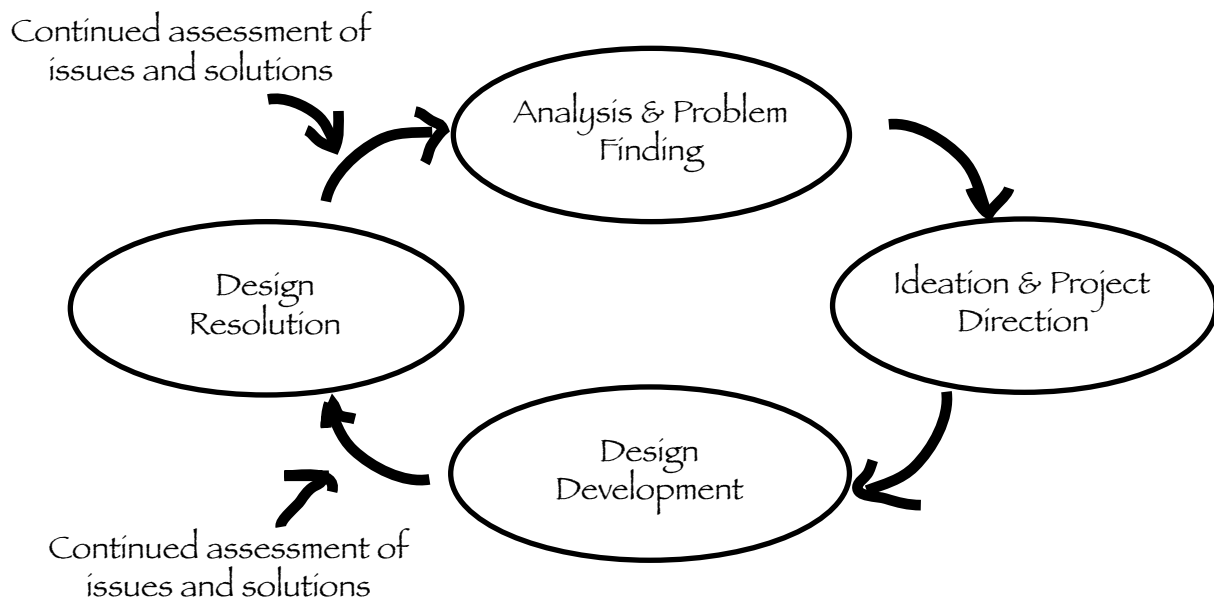 Continued assessment of
issues and solutions
Analysis & Problem
Finding
Ideation & Project
Direction
Design
Resolution
Design
Development
Continued assessment of
issues and solutions